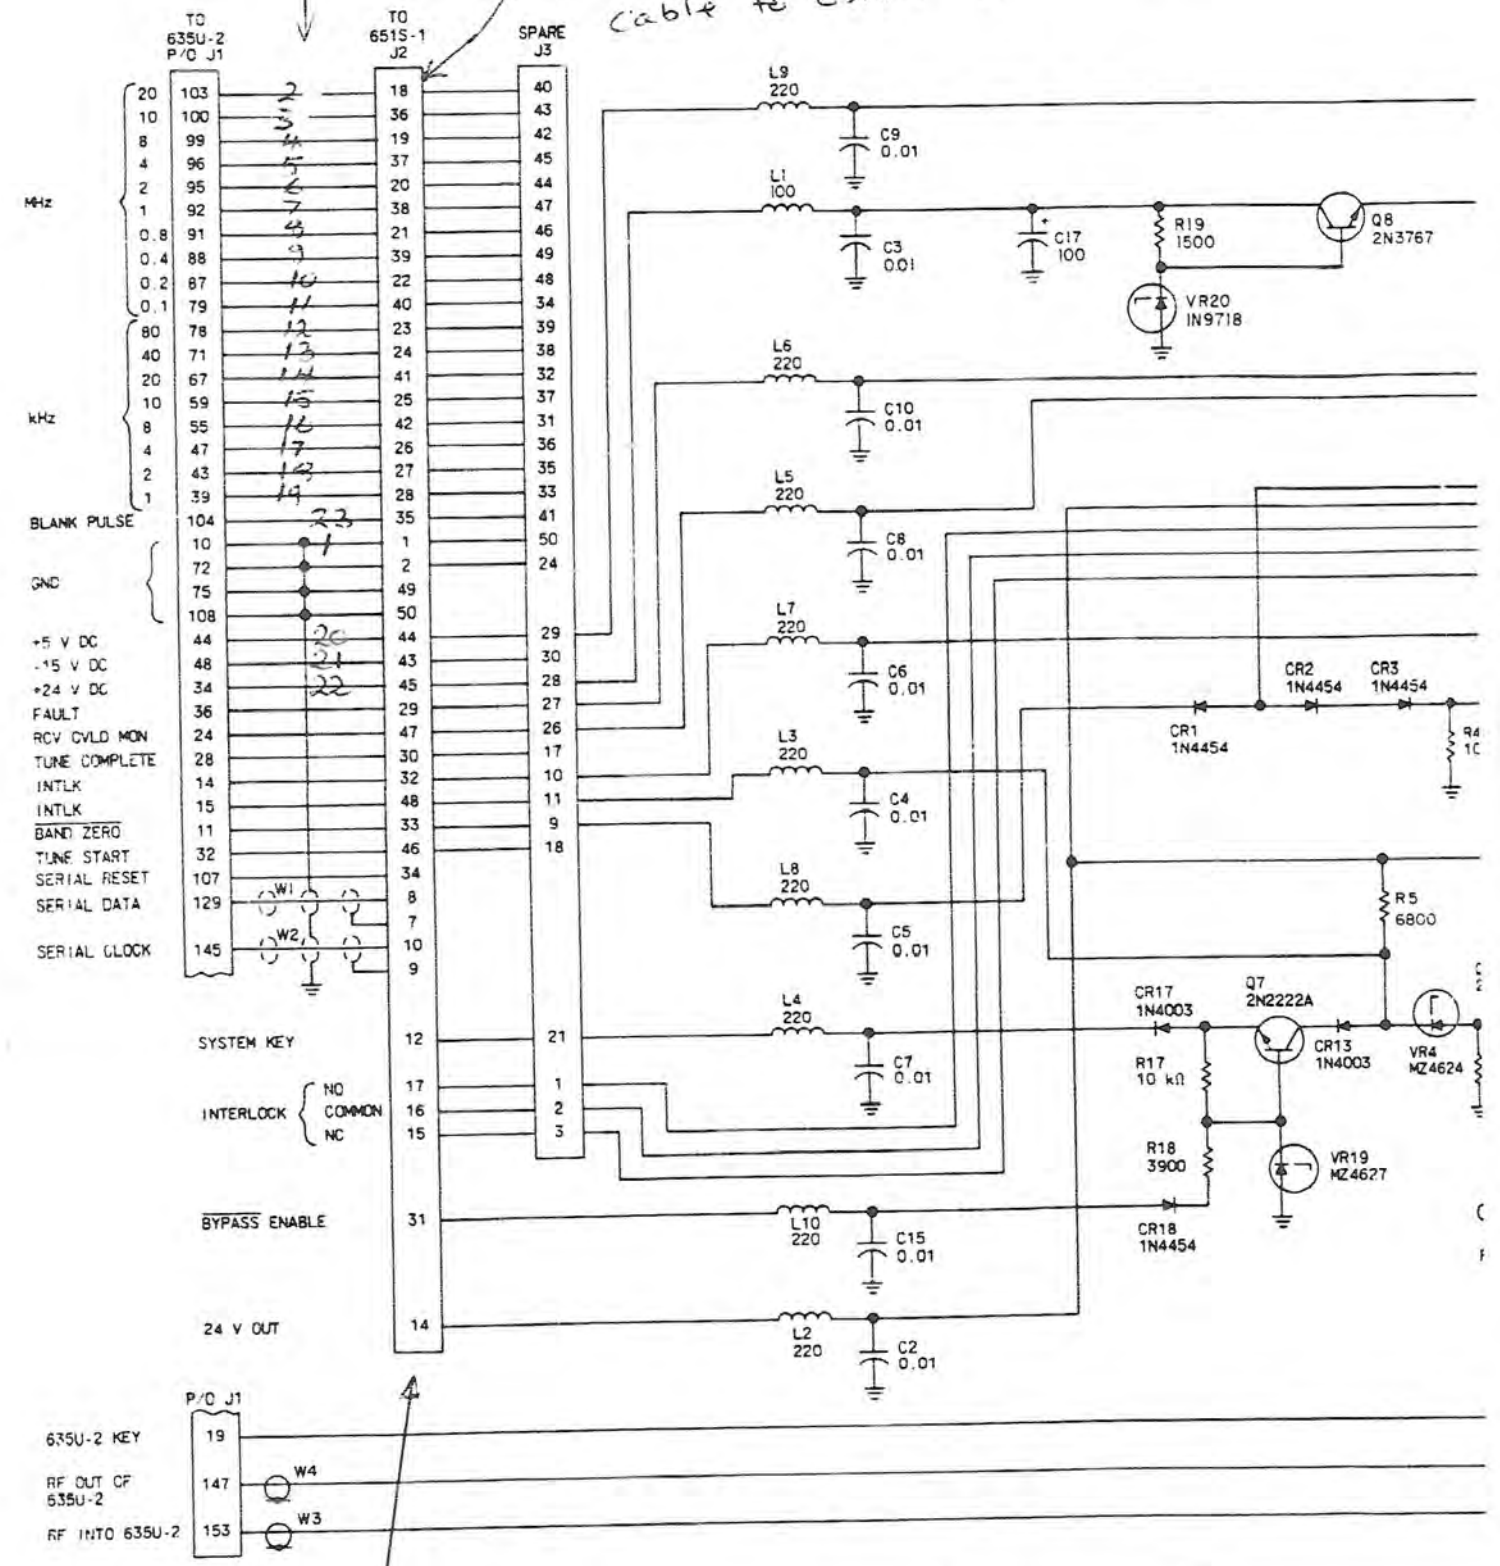 Cable to
TO 635U-2 P/O J1
TO 651S-1 J2
SPARE J3
MHz
20 103 2 18 40
10 100 3 36 43
8 99 4 19 42
4 96 5 37 45
2 95 6 20 44
1 92 7 38 47
0.8 91 8 21 46
0.4 88 9 39 49
0.2 87 10 22 48
0.1 79 11 40 34
kHz
80 78 12 23 39
40 71 13 24 38
20 67 14 41 32
10 59 15 25 37
8 55 16 42 31
4 47 17 26 36
2 43 18 27 35
1 39 19 28 33
BLANK PULSE 104 23 35 41
GND
10 1 1 50
72 2 24
75 49
108 50
+5 V DC 44 20 44 29
-15 V DC 48 21 43 30
+24 V DC 34 22 45 28
FAULT 36 29 27
RCV OVLD MON 24 47 26
TUNE COMPLETE 28 30 17
INTLK 14 32 10
INTLK 15 48 11
BAND ZERO 11 33 9
TUNE START 32 46 18
SERIAL RESET 107 34
SERIAL DATA 129 W1 8
7
SERIAL CLOCK 145 W2 10
9
SYSTEM KEY 12 21
INTERLOCK
NO 17 1
COMMON 16 2
NC 15 3
BYPASS ENABLE 31
24 V OUT 14
P/O J1
635U-2 KEY 19
RF OUT OF 635U-2 147 W4
RF INTO 635U-2 153 W3
L9
220
C9
0.01
L1
100
C3
0.01
C17
100
+
R19
1500
Q8
2N3767
VR20
1N9718
L6
220
C10
0.01
L5
220
C8
0.01
L7
220
C6
0.01
CR2
1N4454
CR3
1N4454
CR1
1N4454
R4
L3
220
C4
0.01
L8
220
C5
0.01
R5
6800
L4
220
C7
0.01
CR17
1N4003
Q7
2N2222A
CR13
1N4003
VR4
MZ4624
R17
10 kΩ
R18
3900
VR19
MZ4627
CR18
1N4454
L10
220
C15
0.01
L2
220
C2
0.01